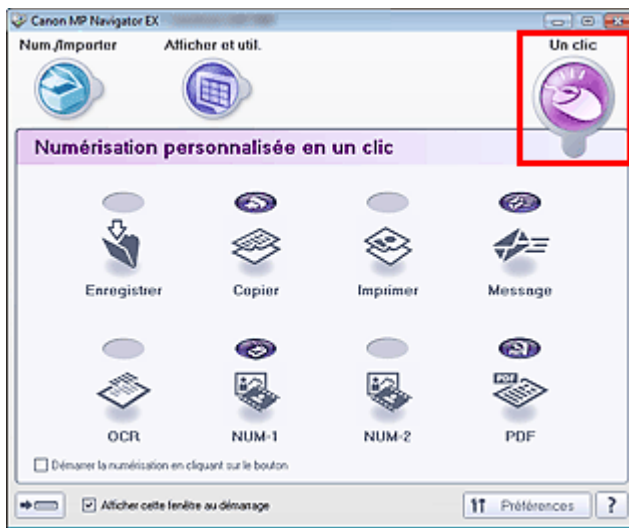 Canon MP Navigator EX
Num./Importer Afficher et util. Un clic
Numérisation personnalisée en un clic
Enregistrer Copier Imprimer Message
PDF
OCR NUM-1 NUM-2 PDF
Démarrer la numérisation en cliquant sur le bouton
Afficher cette fenêtre au démarrage Préférences ?